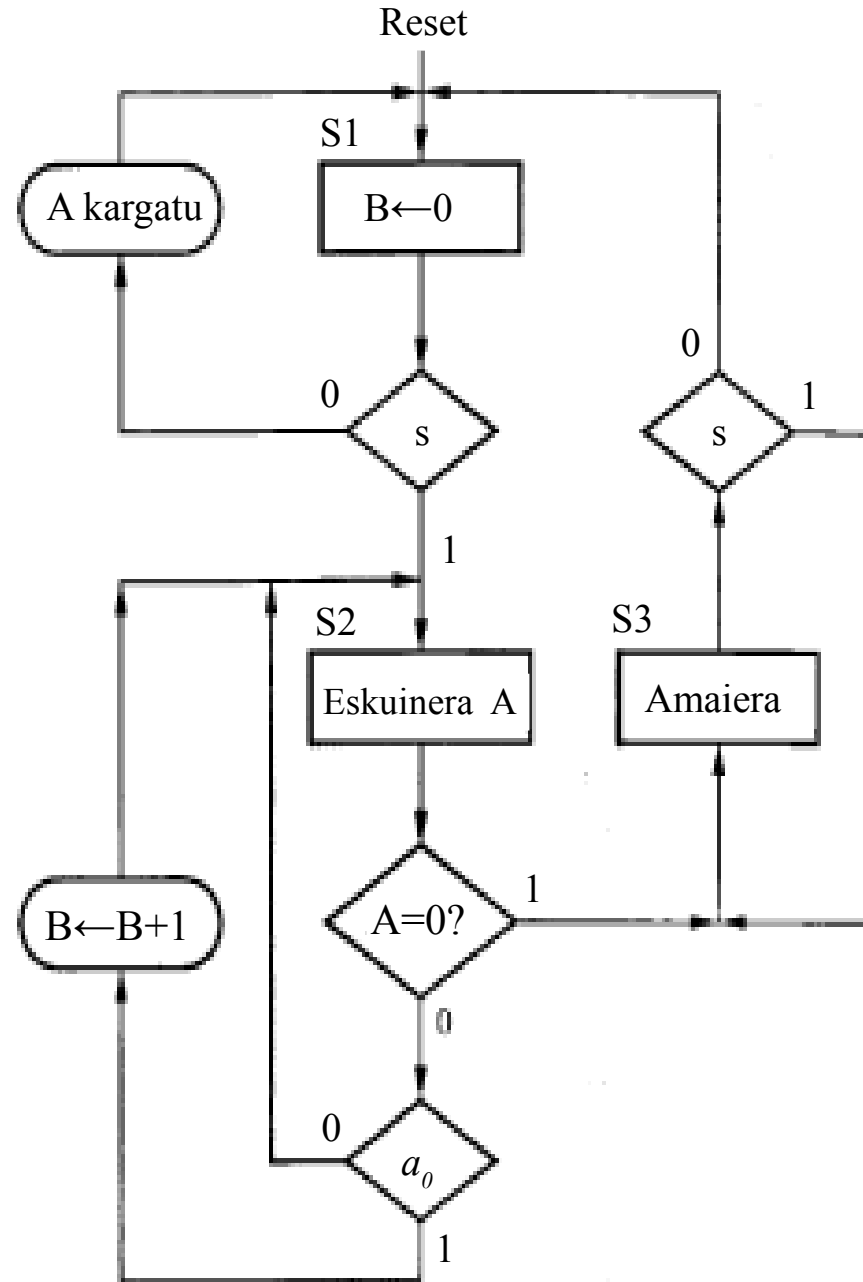 Reset
S1
A kargatu
B←0
0
s
1
0
s
1
S2
Eskuinera A
S3
Amaiera
B←B+1
A=0?
1
0
0
a₀
1